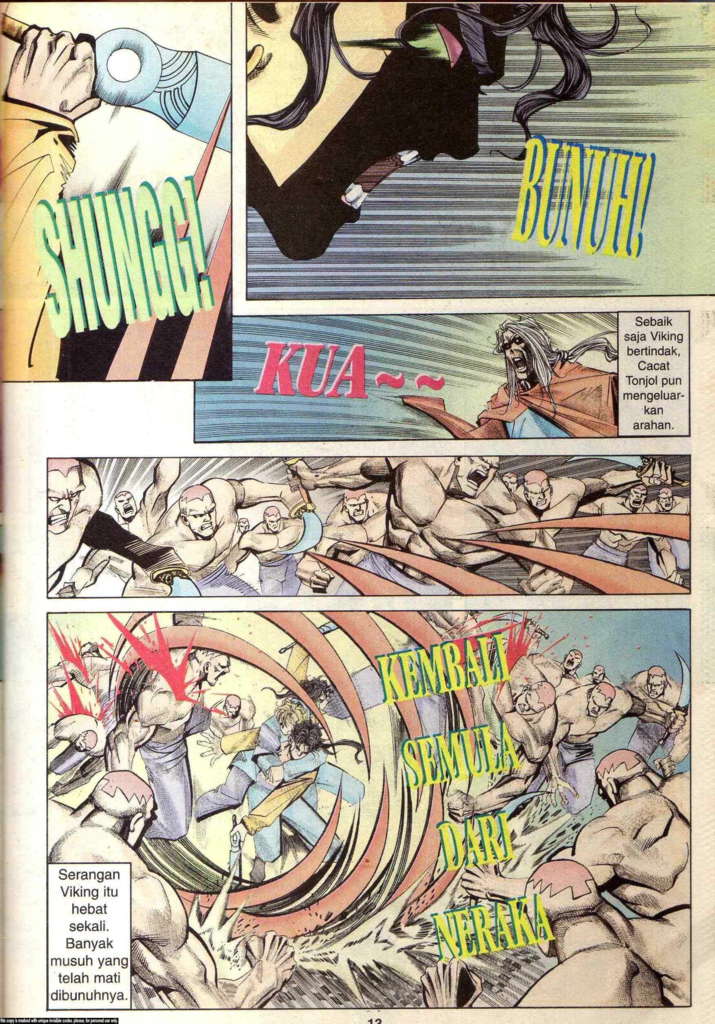 SHUNGG!
BUNUH!
KUA~~
Sebaik
saja Viking
bertindak,
Cacat
Tonjol pun
mengeluar-
kan
arahan.
KEMBALI
SEMULA
DARI
NERAKA
Serangan
Viking itu
hebat
sekali.
Banyak
musuh yang
telah mati
dibunuhnya.
13